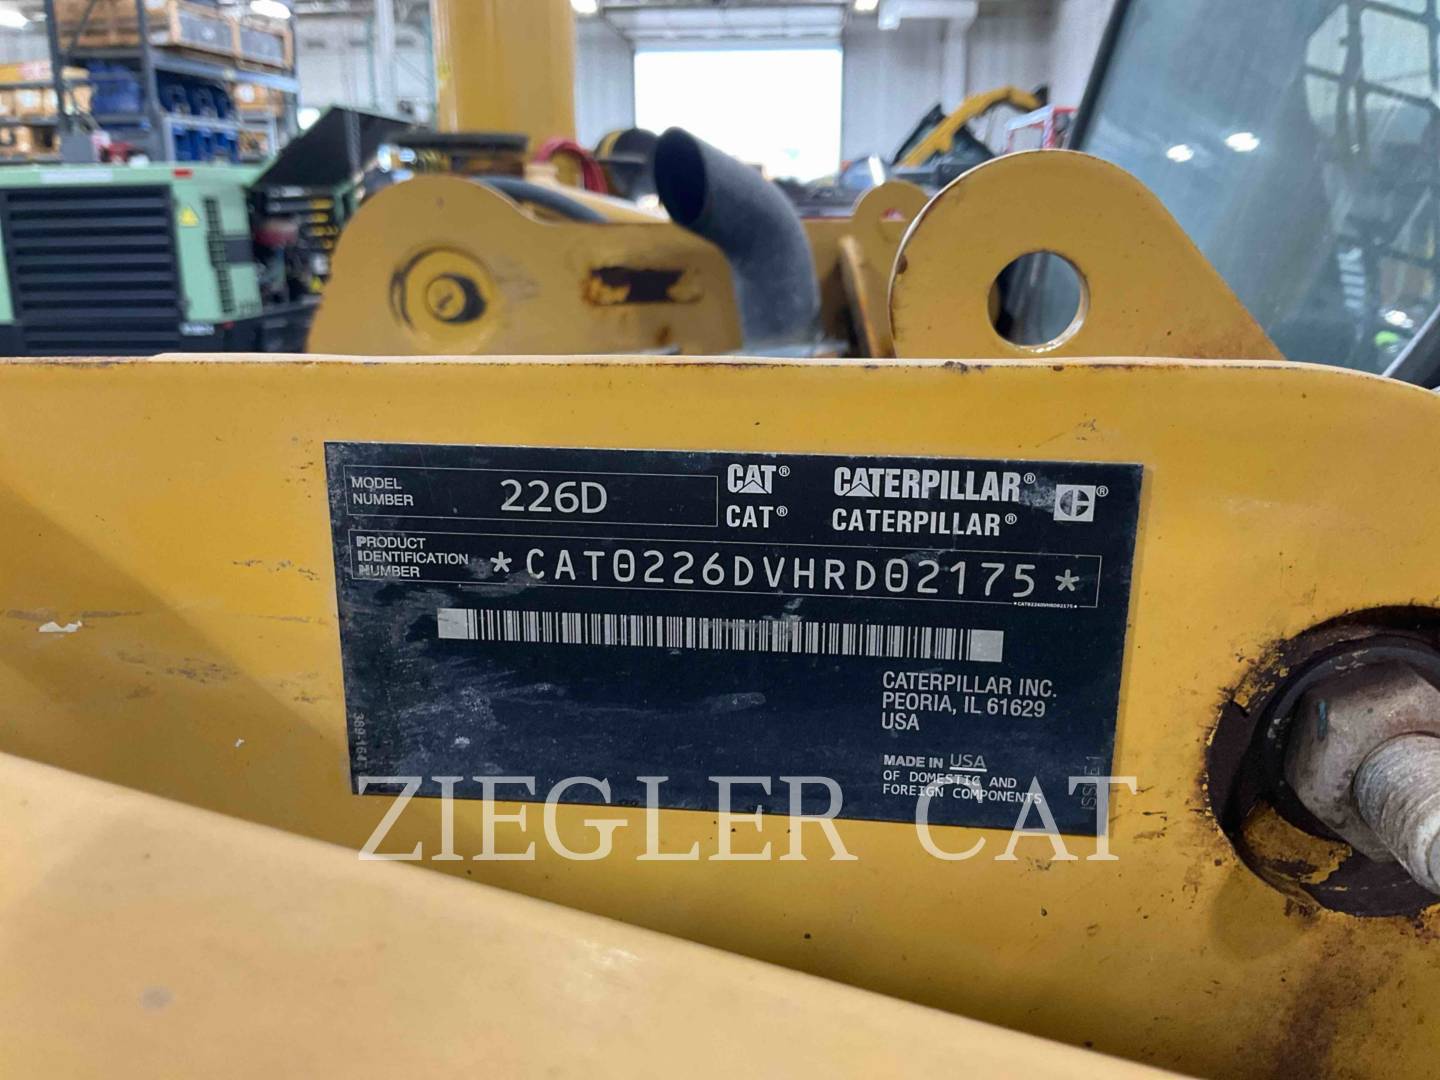 MODEL
NUMBER
226D
CAT® CATERPILLAR®
CAT® CATERPILLAR®
PRODUCT
IDENTIFICATION
NUMBER
*CAT0226DVHRD02175*
*CAT0226DVHRD02175*
CATERPILLAR INC.
PEORIA, IL 61629
USA
MADE IN USA
OF DOMESTIC AND
FOREIGN COMPONENTS
ZIEGLER CAT